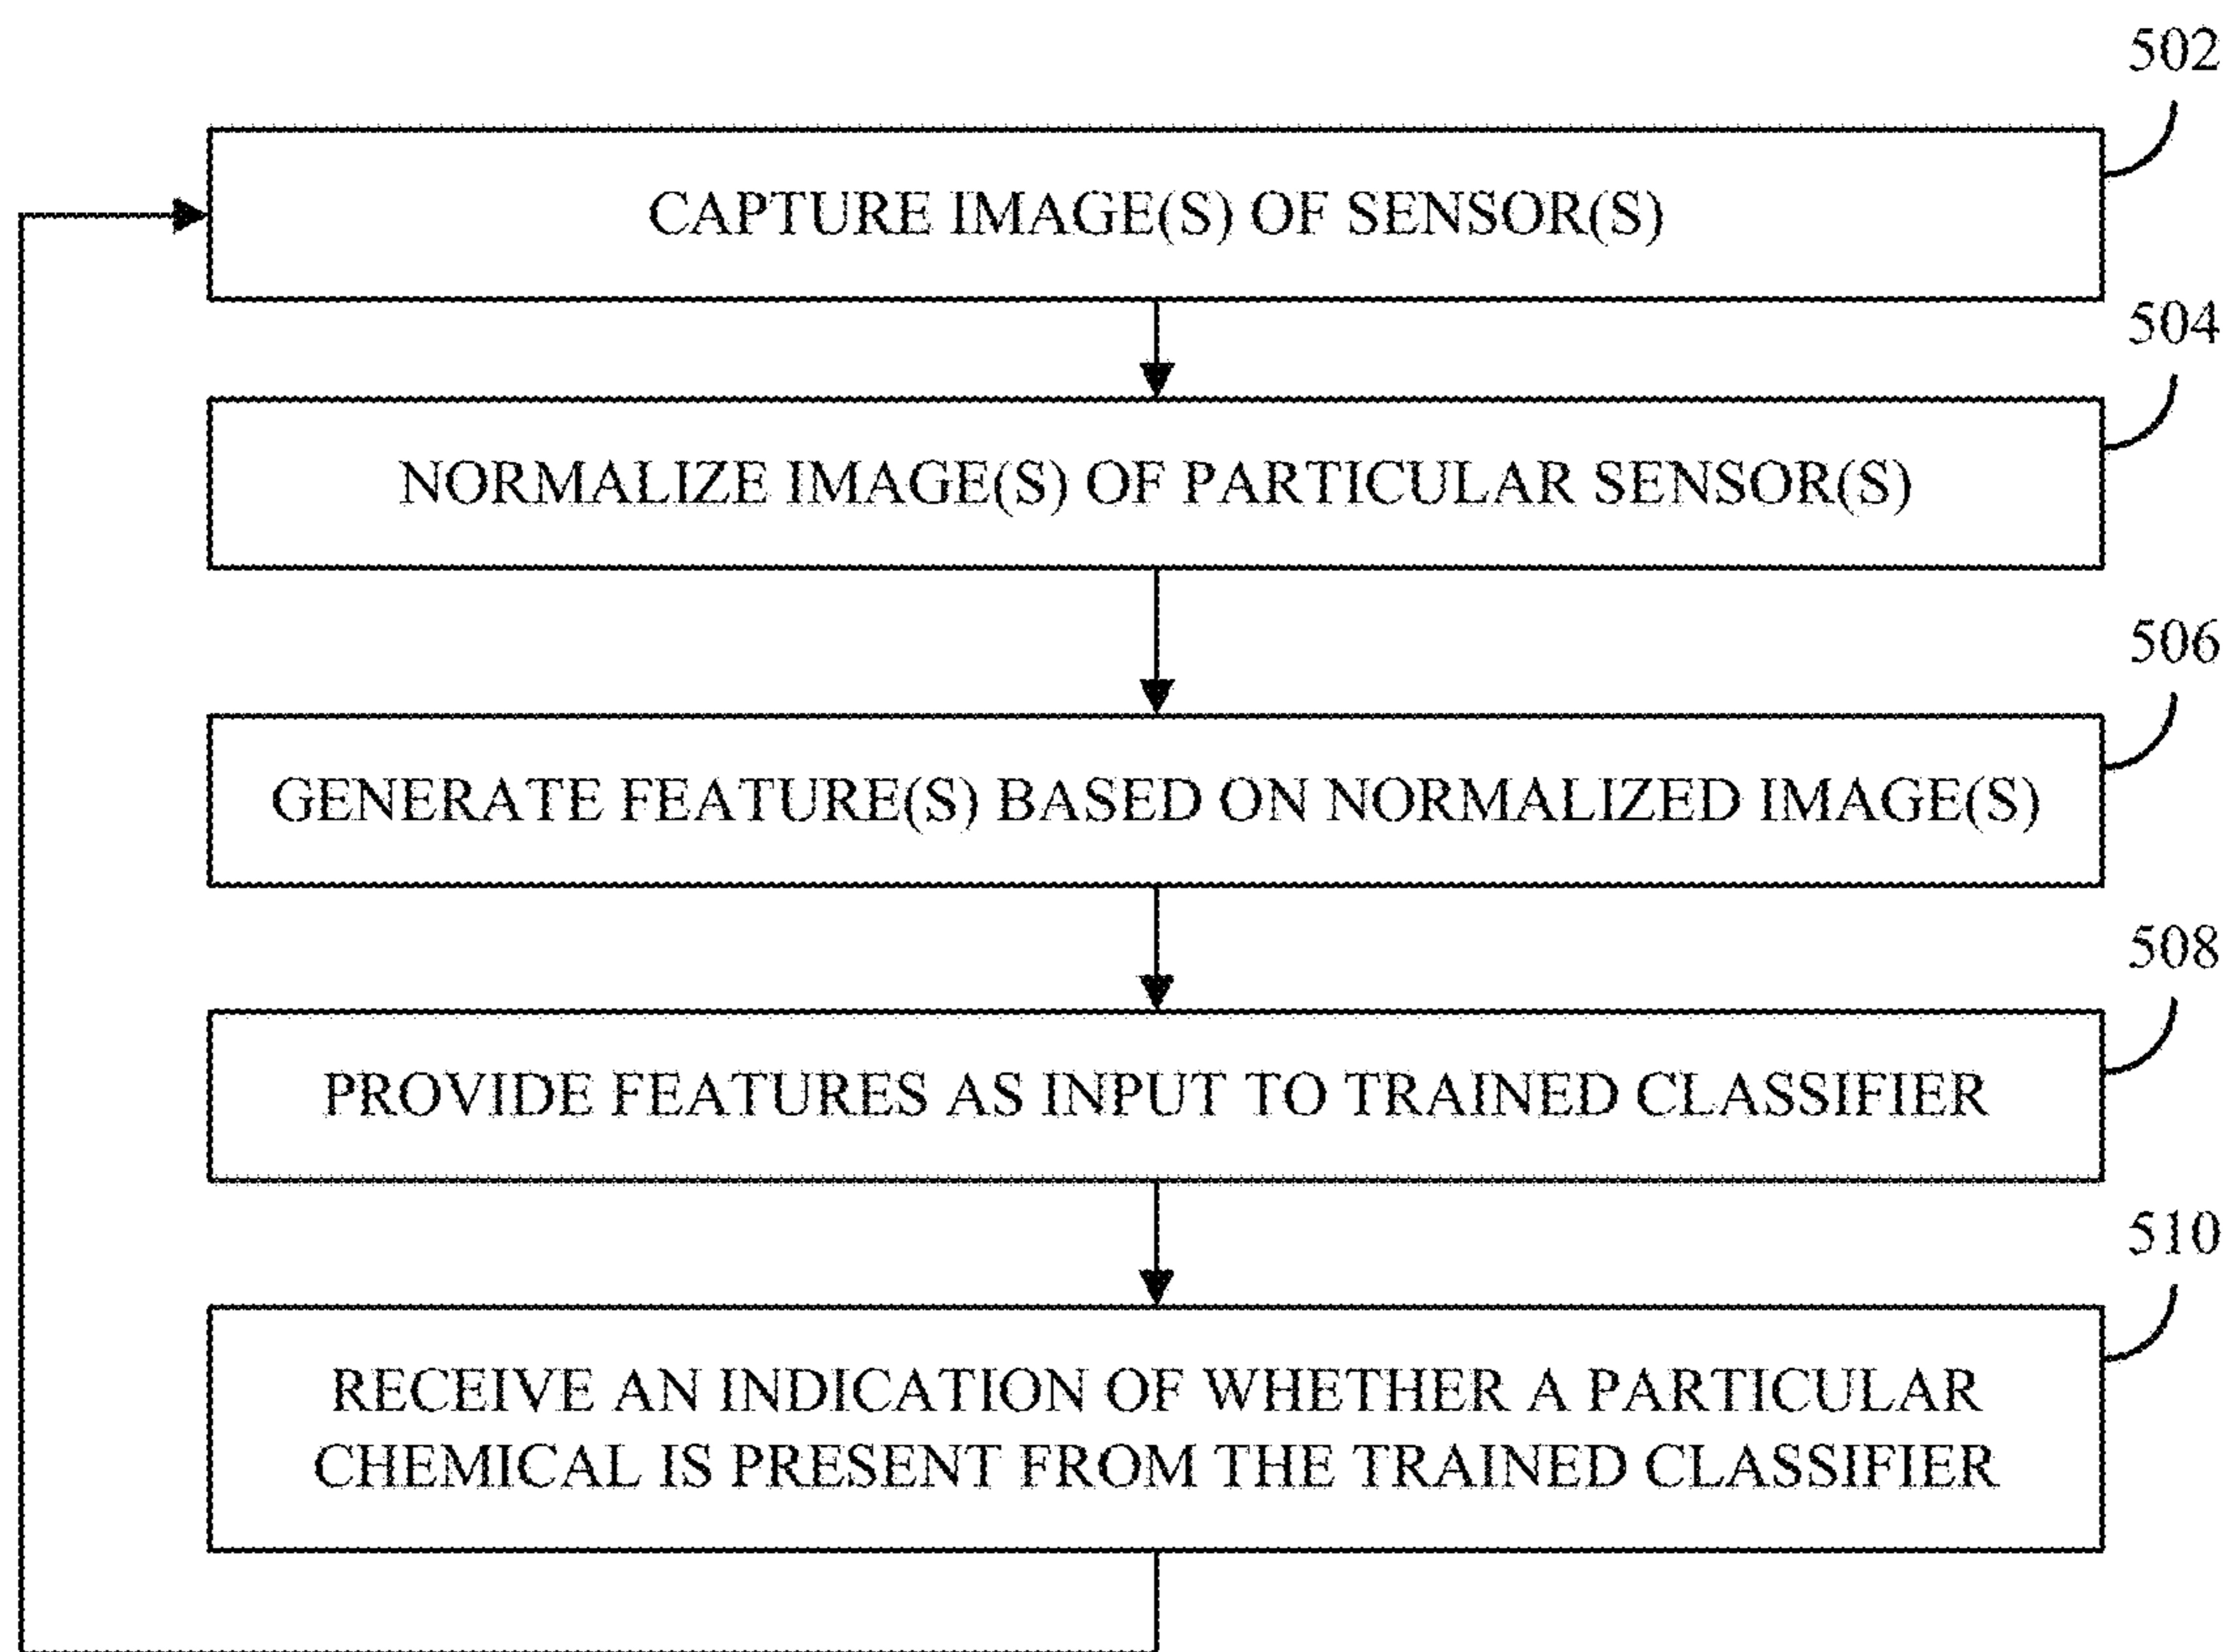 502
CAPTURE IMAGE(S) OF SENSOR(S)
504
NORMALIZE IMAGE(S) OF PARTICULAR SENSOR(S)
506
GENERATE FEATURE(S) BASED ON NORMALIZED IMAGE(S)
508
PROVIDE FEATURES AS INPUT TO TRAINED CLASSIFIER
510
RECEIVE AN INDICATION OF WHETHER A PARTICULAR
CHEMICAL IS PRESENT FROM THE TRAINED CLASSIFIER